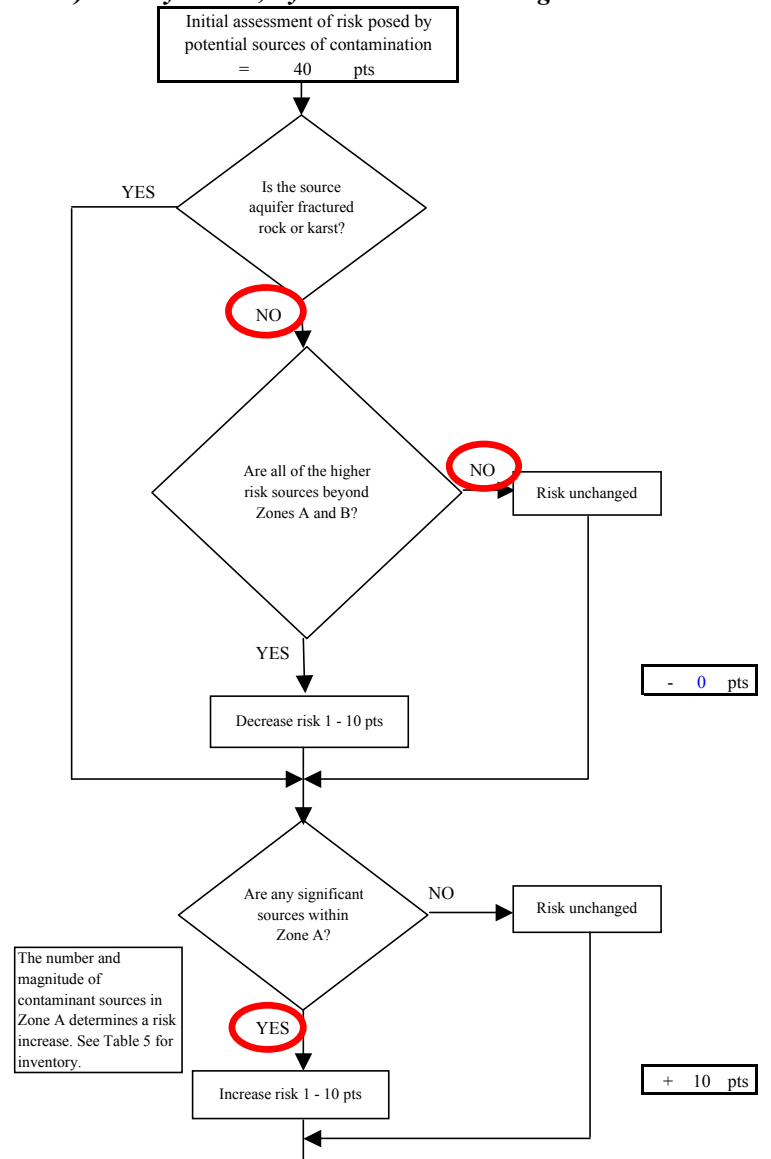 Initial assessment of risk posed by
potential sources of contamination
= 40 pts
YES
Is the source
aquifer fractured
rock or karst?
NO
Are all of the higher
risk sources beyond
Zones A and B?
NO
Risk unchanged
YES
- 0 pts
Decrease risk 1 - 10 pts
Are any significant
sources within
Zone A?
NO
Risk unchanged
The number and
magnitude of
contaminant sources in
Zone A determines a risk
increase. See Table 5 for
inventory.
YES
Increase risk 1 - 10 pts
+ 10 pts